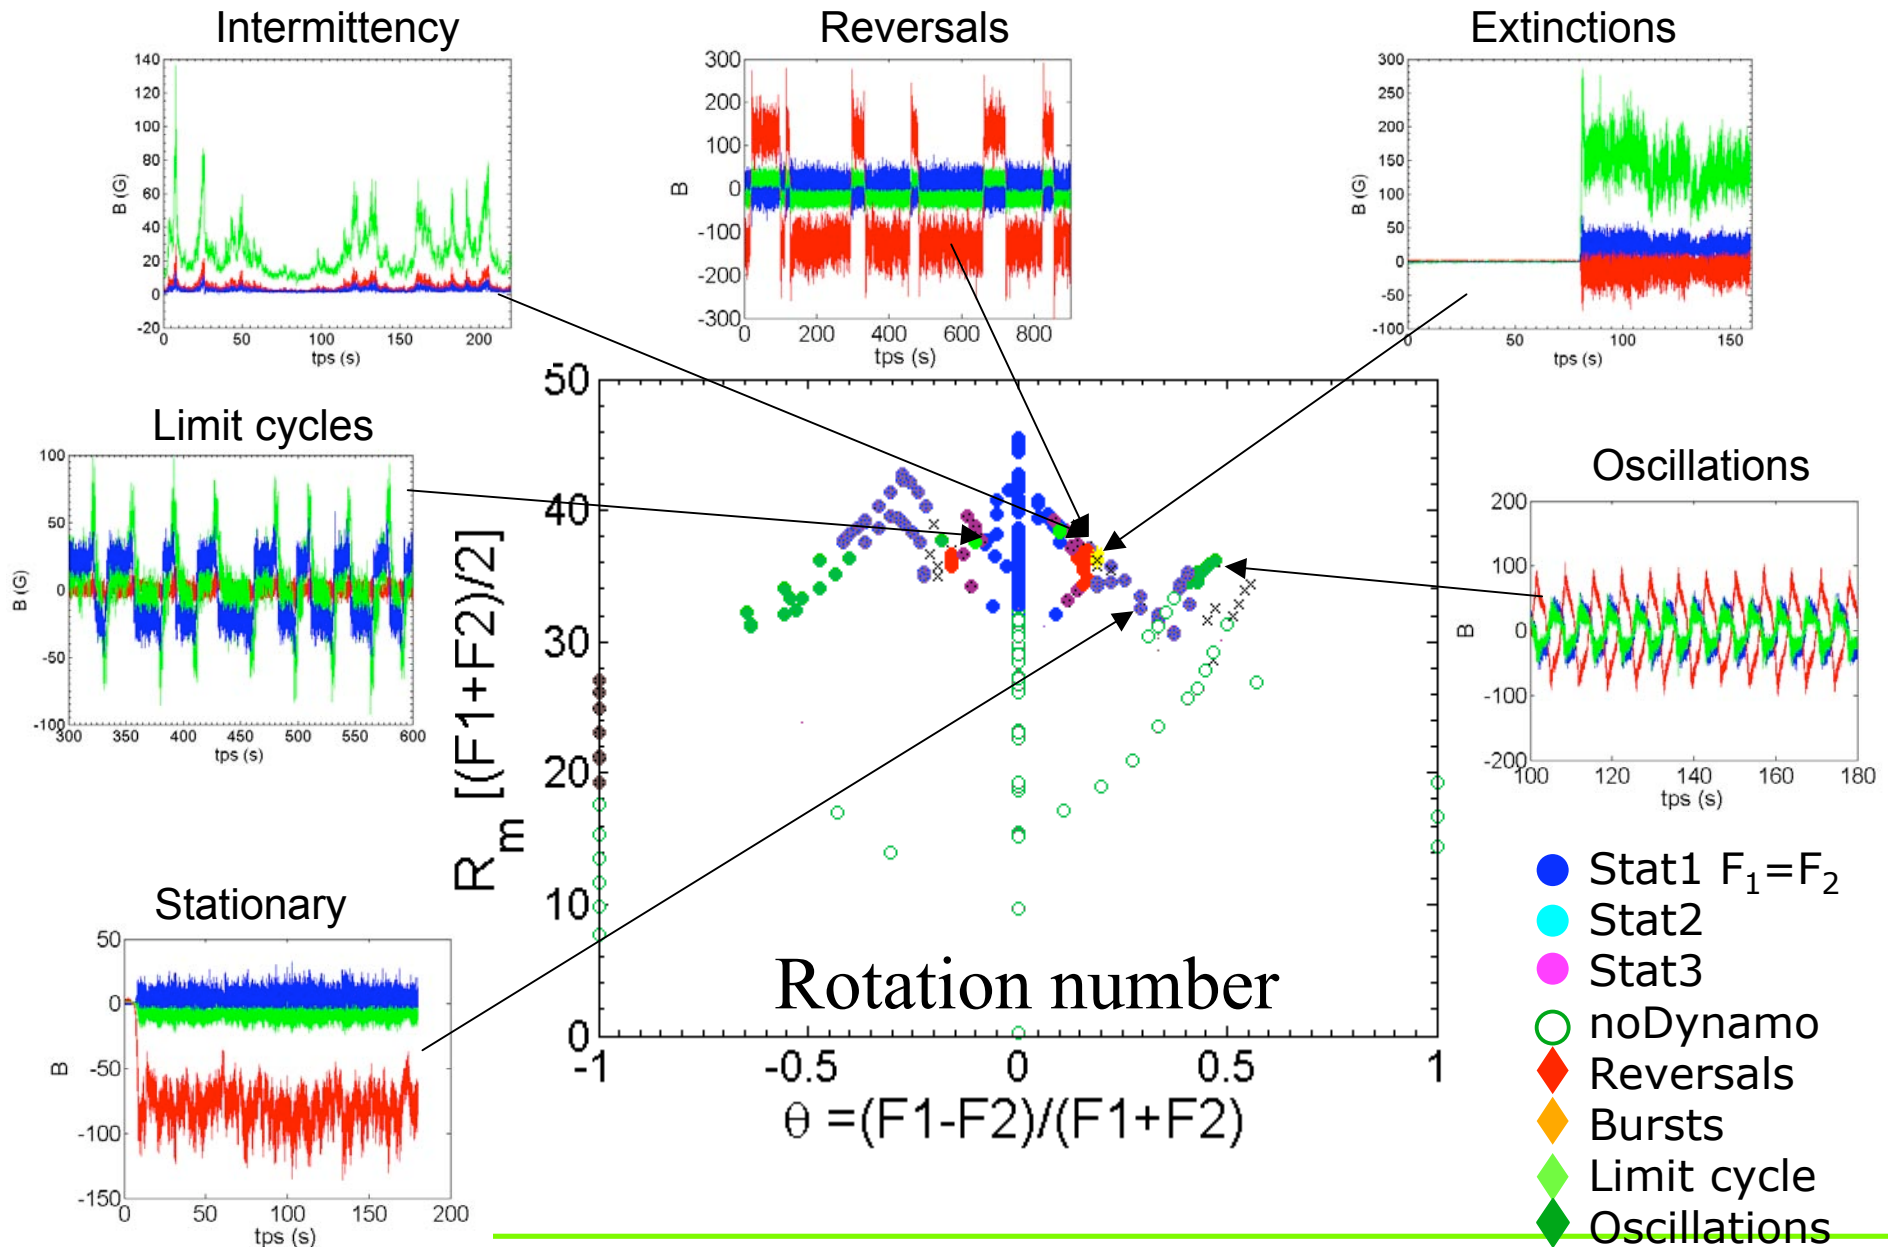 Intermittency
140
120
100
80
60
40
20
0
-20
B (G)
0 50 100 150 200
tps (s)
Reversals
300
200
100
0
-100
-200
-300
B
0 200 400 600 800
tps (s)
Extinctions
300
250
200
150
100
50
0
-50
-100
B (G)
0 50 100 150
tps (s)
Limit cycles
100
50
0
-50
-100
B (G)
300 350 400 450 500 550 600
tps (s)
Oscillations
200
100
0
-100
-200
B
100 120 140 160 180
tps (s)
Stationary
50
0
-50
-100
-150
B
0 50 100 150 200
tps (s)
50
40
30
20
10
0
R_m [(F1+F2)/2]
Rotation number
-1 -0.5 0 0.5 1
θ =(F1-F2)/(F1+F2)
Stat1 F₁=F₂
Stat2
Stat3
noDynamo
Reversals
Bursts
Limit cycle
Oscillations